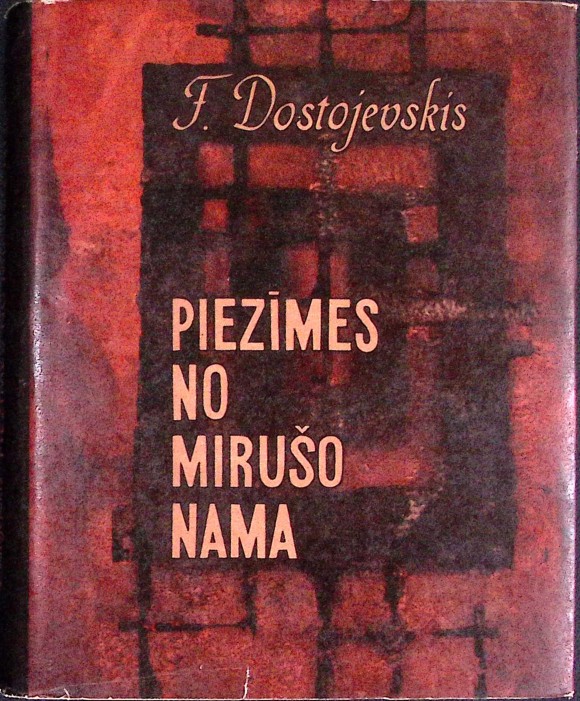 F. Dostojevskis
PIEZĪMES
NO
MIRUŠO
NAMA